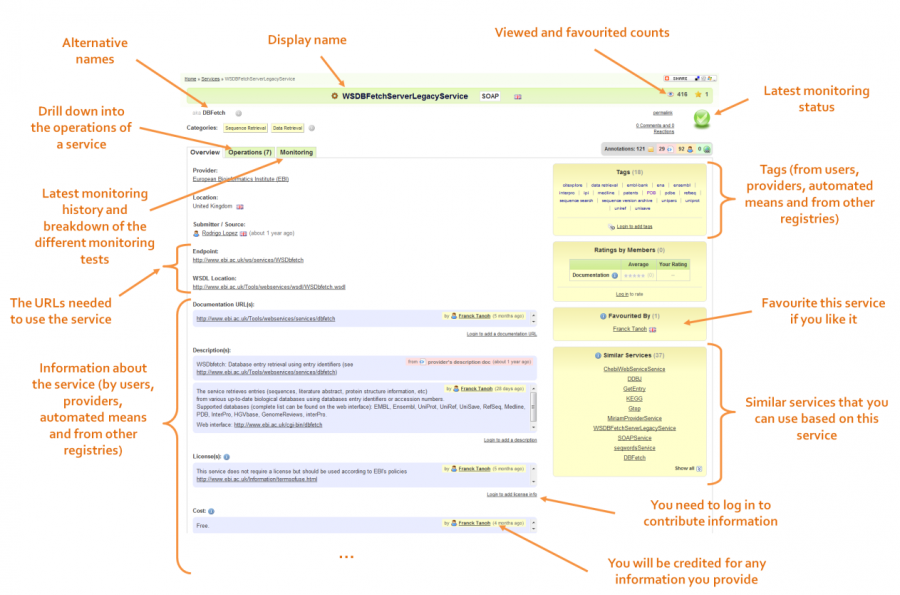 Alternative
names
Display name
Viewed and favourited counts
Home » Services » WSDBFetchServerLegacyService
SHARE
WSDBFetchServerLegacyService SOAP
416 1
Latest monitoring
status
aka DBFetch
permalink
Drill down into
the operations of
a service
Categories: Sequence Retrieval Data Retrieval
0 Comments and 0
Reactions
Overview Operations (7) Monitoring
Annotations: 121 29 92 0
Latest monitoring
history and
breakdown of the
different monitoring
tests
Provider:
European Bioinformatics Institute (EBI)
Location:
United Kingdom
Submitter / Source:
Rodrigo Lopez (about 1 year ago)
Tags (18)
data retrieval | embl-bank | ena | ensembl |
interpro | ipi | medline | patents | PDB | pdbe | refseq |
sequence search | sequence version archive | uniparc | uniprot
| uniref | unisave
Login to add tags
Tags (from users,
providers, automated
means and from other
registries)
Endpoint:
http://www.ebi.ac.uk/ws/services/WSDbfetch
WSDL Location:
http://www.ebi.ac.uk/Tools/webservices/wsdl/WSDbfetch.wsdl
The URLs needed
to use the service
Ratings by Members (0)
Average Your Rating
Documentation (0) --
Log in to rate
Documentation URL(s):
http://www.ebi.ac.uk/Tools/webservices/services/dbfetch
by Franck Tanoh (5 months ago)
Login to add a documentation URL
Favourited By (1)
Franck Tanoh
Favourite this service
if you like it
Information about
the service (by users,
providers,
automated means
and from other
registries)
Description(s):
WSDbfetch: Database entry retrieval using entry identifiers (see
http://www.ebi.ac.uk/Tools/webservices/services/dbfetch)
from provider's description doc (about 1 year ago)
The service retrieves entries (sequences, literature abstract, protein structure information, etc)
from various up-to-date biological databases using entry identifiers or accession numbers.
Supported databases (complete list can be found on the web interface): EMBL, Ensembl, UniProt, UniRef, UniSave, RefSeq, Medline,
PDB, InterPro, HGVbase, GenomeReviews, interPro.
Web interface: http://www.ebi.ac.uk/cgi-bin/dbfetch
by Franck Tanoh (28 days ago)
Login to add a description
Similar Services (27)
ChebiWebServiceService
DDBJ
GetEntry
KEGG
Gtop
MiriamProviderService
WSDBFetchServerLegacyService
SOAPService
seqwordsService
DBFetch
Show all
Similar services that you
can use based on this
service
License(s):
This service does not require a license but should be used according to EBI's policies
http://www.ebi.ac.uk/Information/termsofuse.html
by Franck Tanoh (5 months ago)
Login to add license info
You need to log in to
contribute information
Cost:
Free.
by Franck Tanoh (4 months ago)
...
You will be credited for any
information you provide